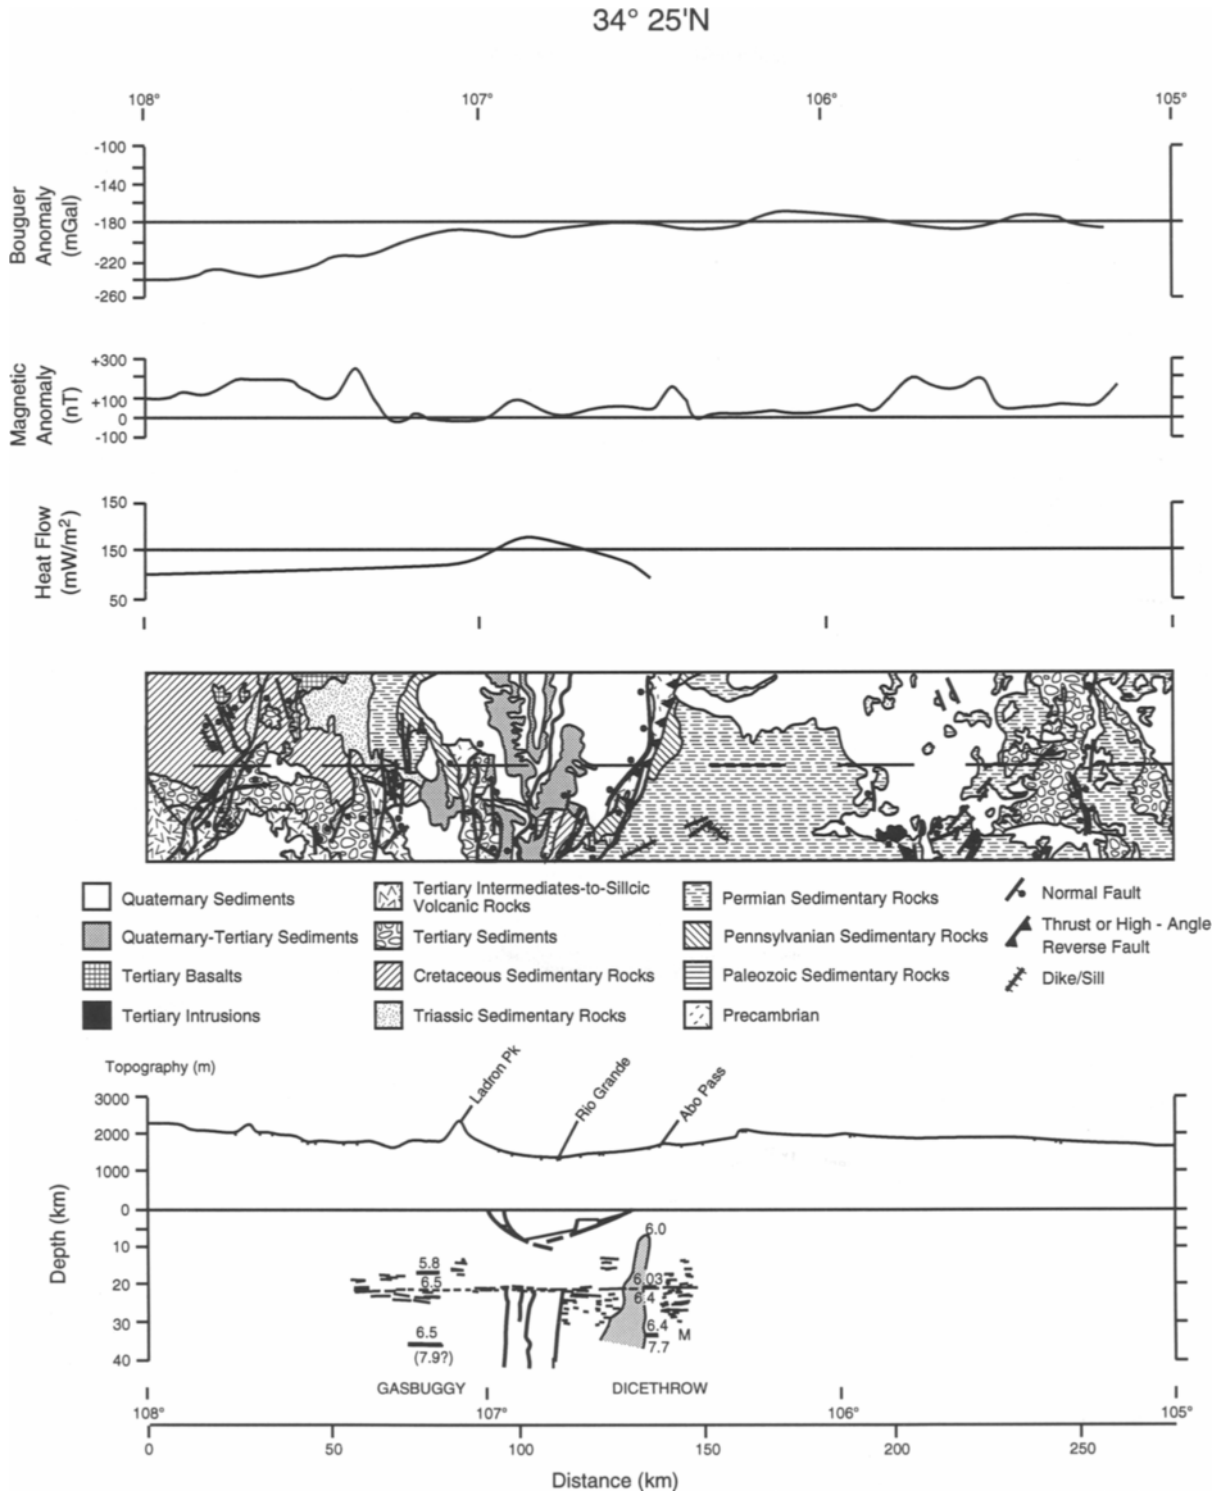 34° 25'N
108°
107°
106°
105°
Bouguer
Anomaly
(mGal)
-100
-140
-180
-220
-260
Magnetic
Anomaly
(nT)
+300
+100
0
-100
Heat Flow
(mW/m²)
150
150
50
Quaternary Sediments
Quaternary-Tertiary Sediments
Tertiary Basalts
Tertiary Intrusions
Tertiary Intermediates-to-Sillcic
Volcanic Rocks
Tertiary Sediments
Cretaceous Sedimentary Rocks
Triassic Sedimentary Rocks
Permian Sedimentary Rocks
Pennsylvanian Sedimentary Rocks
Paleozoic Sedimentary Rocks
Precambrian
Normal Fault
Thrust or High - Angle
Reverse Fault
Dike/Sill
Topography (m)
Ladron Pk
Rio Grande
Abo Pass
3000
2000
1000
Depth (km)
0
10
20
30
40
5.8
6.5
6.5
(7.9?)
6.0
6.03
6.4
6.4
7.7
M
GASBUGGY
DICETHROW
108°
107°
106°
105°
0
50
100
150
200
250
Distance (km)